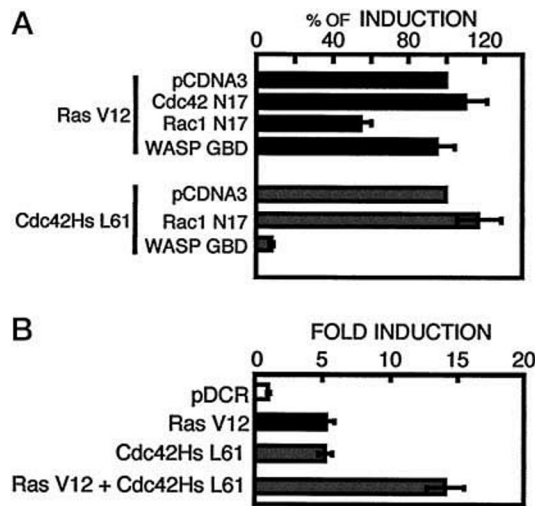 A
% OF INDUCTION
0 40 80 120
Ras V12
pCDNA3
Cdc42 N17
Rac1 N17
WASP GBD
Cdc42Hs L61
pCDNA3
Rac1 N17
WASP GBD
B
FOLD INDUCTION
0 5 10 15 20
pDCR
Ras V12
Cdc42Hs L61
Ras V12 + Cdc42Hs L61